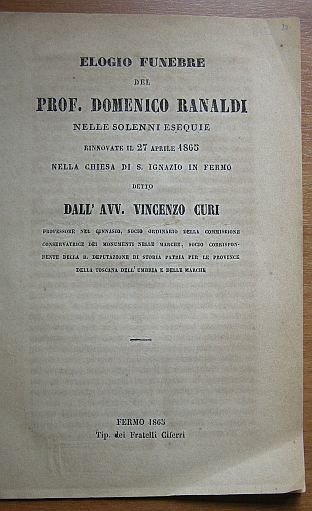 ELOGIO FUNEBRE
DEL
PROF. DOMENICO RANALDI
NELLE SOLENNI ESEQUIE
RINNOVATE IL 27 APRILE 1865
NELLA CHIESA DI S. IGNAZIO IN FERMO
DETTO
DALL' AVV. VINCENZO CURI
PROFESSORE NEL GINNASIO, SOCIO ORDINARIO DELLA COMMISSIONE
CONSERVATRICE DEI MONUMENTI NELLE MARCHE, SOCIO CORRISPON-
DENTE DELLA R. DEPUTAZIONE DI STORIA PATRIA PER LE PROVINCE
DELLA TOSCANA DELL'UMBRIA E DELLE MARCHE
FERMO 1865
Tip. dei Fratelli Ciferri